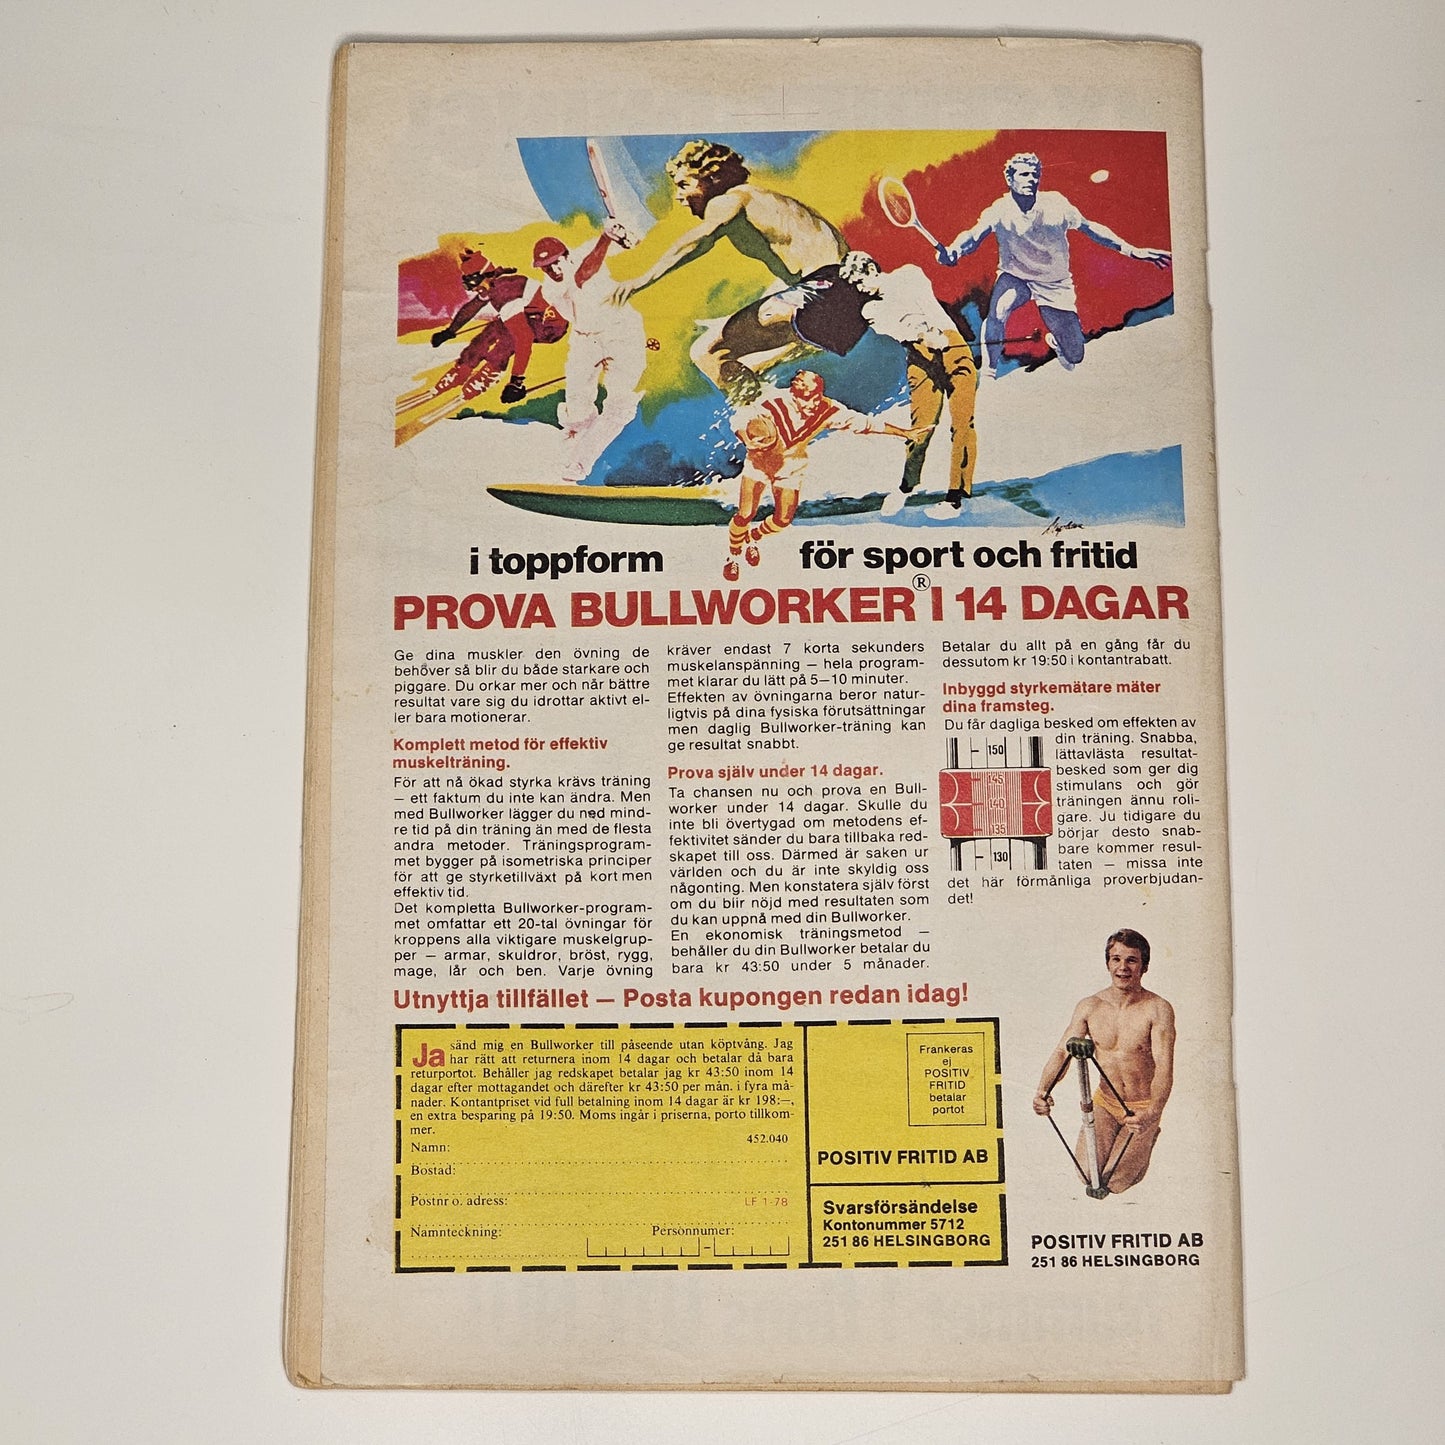 i toppform för sport och fritid
PROVA BULLWORKER® I 14 DAGAR
Ge dina muskler den övning de
behöver så blir du både starkare och
piggare. Du orkar mer och når bättre
resultat vare sig du idrottar aktivt el-
ler bara motionerar.
Komplett metod för effektiv
muskelträning.
För att nå ökad styrka krävs träning
— ett faktum du inte kan ändra. Men
med Bullworker lägger du ned mind-
re tid på din träning än med de flesta
andra metoder. Träningsprogram-
met bygger på isometriska principer
för att ge styrketillväxt på kort men
effektiv tid.
Det kompletta Bullworker-program-
met omfattar ett 20-tal övningar för
kroppens alla viktigare muskelgrup-
per — armar, skuldror, bröst, rygg,
mage, lår och ben. Varje övning
kräver endast 7 korta sekunders
muskelanspänning — hela program-
met klarar du lätt på 5—10 minuter.
Effekten av övningarna beror natur-
ligtvis på dina fysiska förutsättningar
men daglig Bullworker-träning kan
ge resultat snabbt.
Prova själv under 14 dagar.
Ta chansen nu och prova en Bull-
worker under 14 dagar. Skulle du
inte bli övertygad om metodens ef-
fektivitet sänder du bara tillbaka red-
skapet till oss. Därmed är saken ur
världen och du är inte skyldig oss
någonting. Men konstatera själv först
om du blir nöjd med resultaten som
du kan uppnå med din Bullworker.
En ekonomisk träningsmetod —
behåller du din Bullworker betalar du
bara kr 43:50 under 5 månader.
Betalar du allt på en gång får du
dessutom kr 19:50 i kontantrabatt.
Inbyggd styrkemätare mäter
dina framsteg.
Du får dagliga besked om effekten av
din träning. Snabba,
lättavlästa resultat-
besked som ger dig
stimulans och gör
träningen ännu roli-
gare. Ju tidigare du
börjar desto snab-
bare kommer resul-
taten — missa inte
det här förmånliga proverbjudan-
det!
150
145
140
135
130
Utnyttja tillfället — Posta kupongen redan idag!
Ja sänd mig en Bullworker till påseende utan köptvång. Jag
har rätt att returnera inom 14 dagar och betalar då bara
returportot. Behåller jag redskapet betalar jag kr 43:50 inom 14
dagar efter mottagandet och därefter kr 43:50 per mån. i fyra må-
nader. Kontantpriset vid full betalning inom 14 dagar är kr 198:—,
en extra besparing på 19:50. Moms ingår i priserna, porto tillkom-
mer.
452.040
Namn:
Bostad:
Postnr o. adress:
LF 1-78
Namnteckning: Personnummer:
Frankeras
ej
POSITIV
FRITID
betalar
portot
POSITIV FRITID AB
Svarsförsändelse
Kontonummer 5712
251 86 HELSINGBORG
POSITIV FRITID AB
251 86 HELSINGBORG